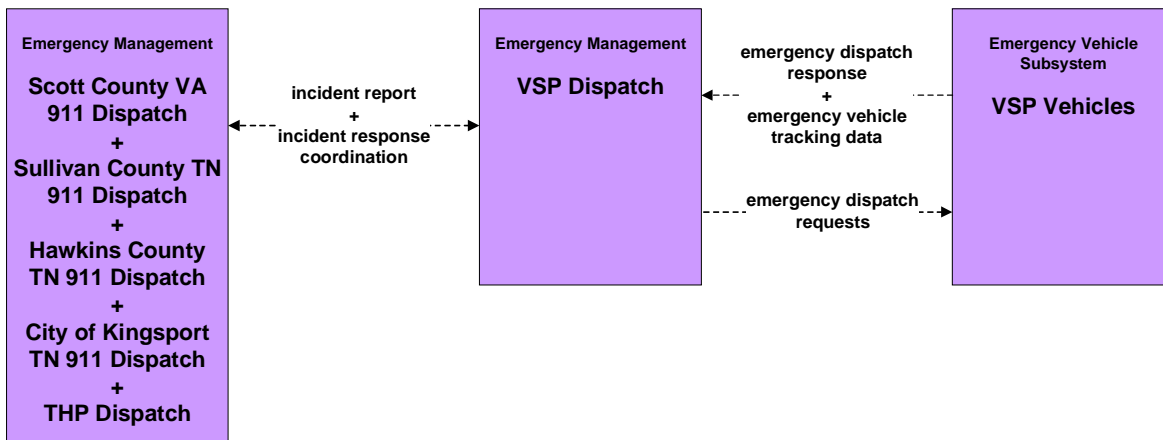 Emergency Management
Scott County VA
911 Dispatch
+
Sullivan County TN
911 Dispatch
+
Hawkins County
TN 911 Dispatch
+
City of Kingsport
TN 911 Dispatch
+
THP Dispatch
incident report
+
incident response
coordination
Emergency Management
VSP Dispatch
emergency dispatch
response
+
emergency vehicle
tracking data
emergency dispatch
requests
Emergency Vehicle
Subsystem
VSP Vehicles